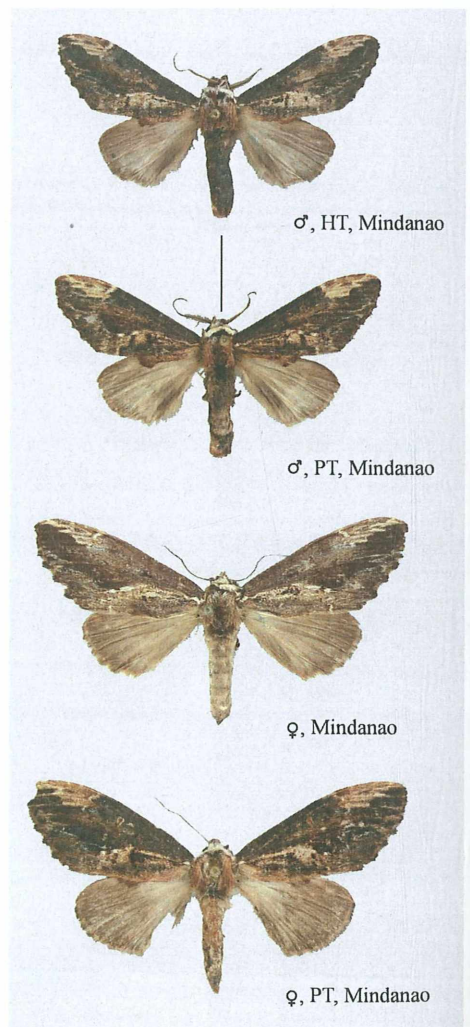 ♂, HT, Mindanao
♂, PT, Mindanao
♀, Mindanao
♀, PT, Mindanao